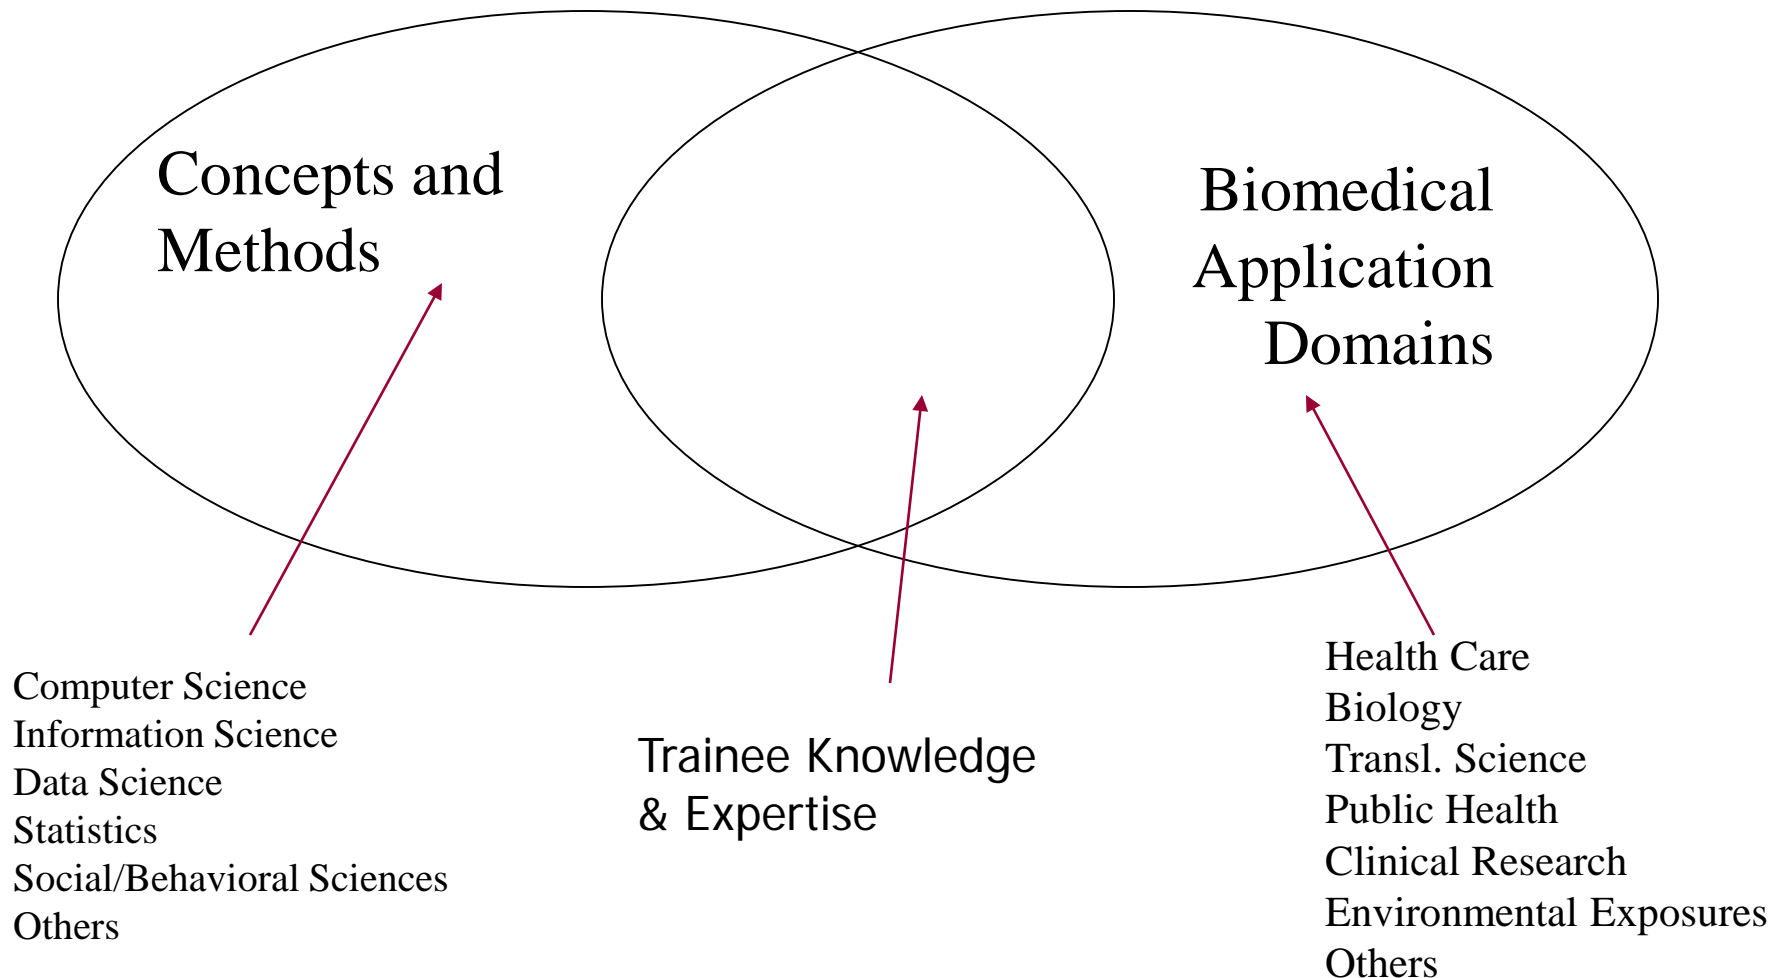 Concepts and
Methods
Biomedical
Application
Domains
Computer Science
Information Science
Data Science
Statistics
Social/Behavioral Sciences
Others
Trainee Knowledge
& Expertise
Health Care
Biology
Transl. Science
Public Health
Clinical Research
Environmental Exposures
Others